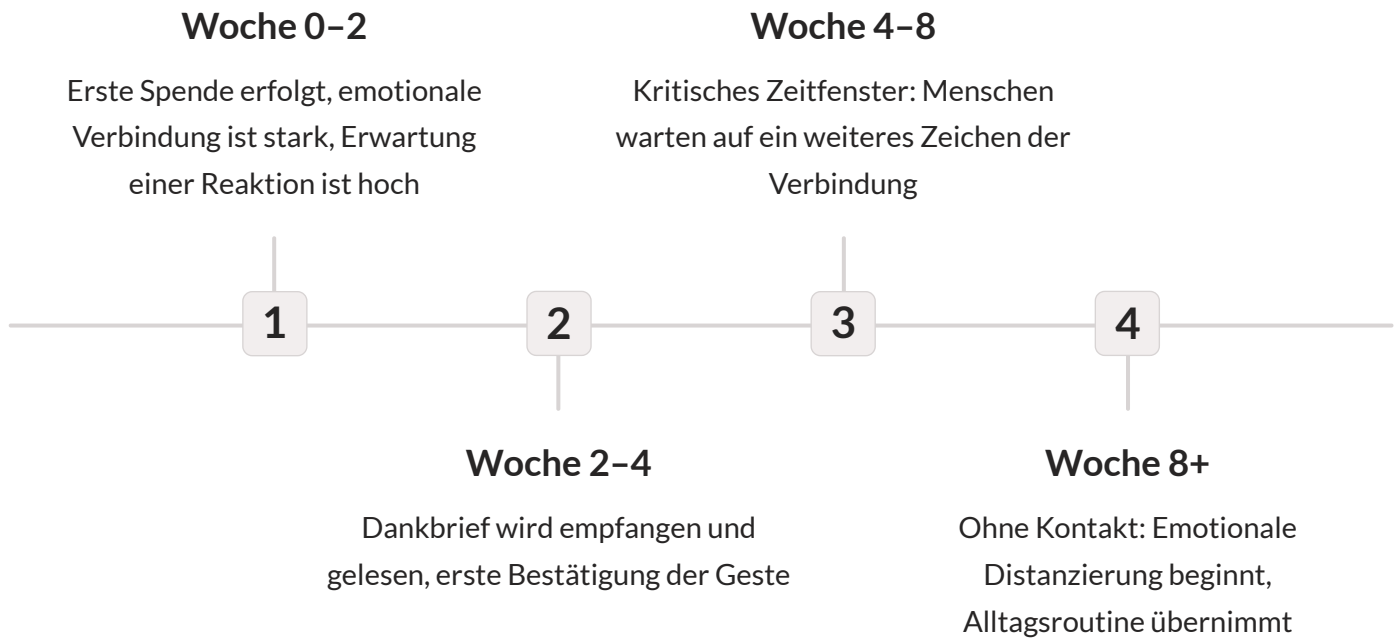 Woche 0–2
Erste Spende erfolgt, emotionale
Verbindung ist stark, Erwartung
einer Reaktion ist hoch
Woche 4–8
Kritisches Zeitfenster: Menschen
warten auf ein weiteres Zeichen der
Verbindung
1
2
3
4
Woche 2–4
Dankbrief wird empfangen und
gelesen, erste Bestätigung der Geste
Woche 8+
Ohne Kontakt: Emotionale
Distanzierung beginnt,
Alltagsroutine übernimmt